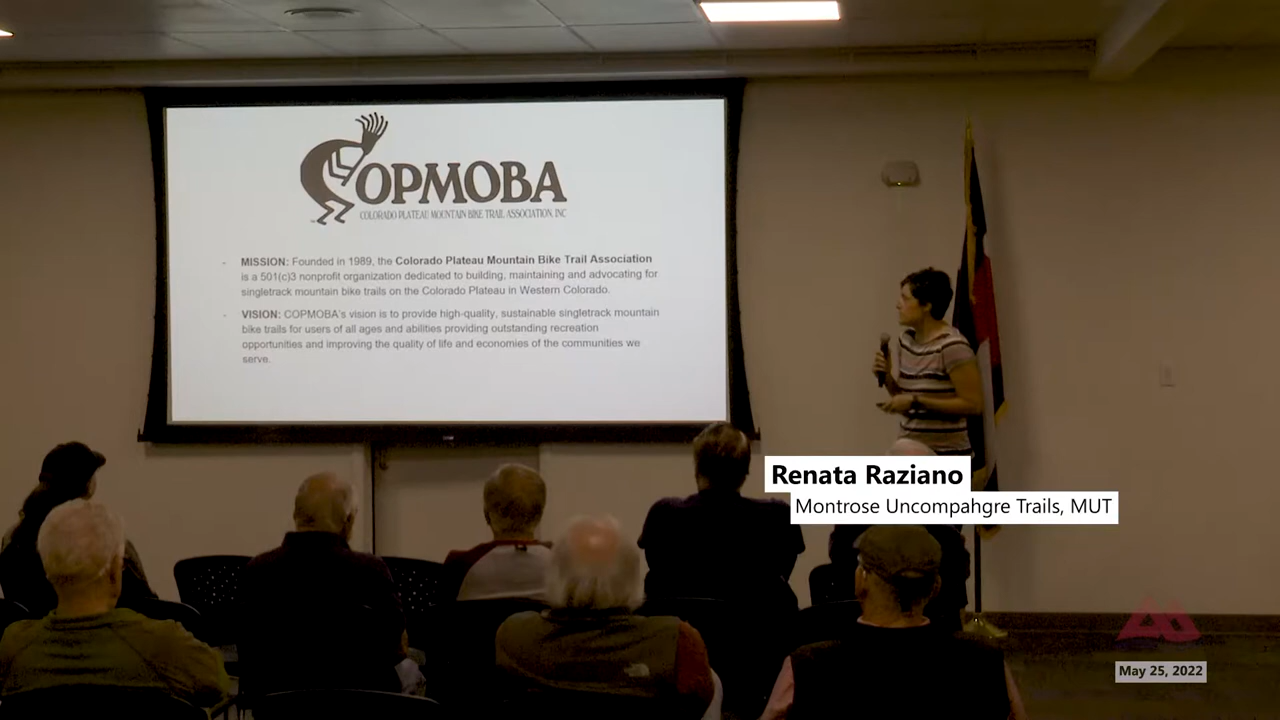 COPMOBA
COLORADO PLATEAU MOUNTAIN BIKE TRAIL ASSOCIATION, INC
- MISSION: Founded in 1989, the Colorado Plateau Mountain Bike Trail Association
is a 501(c)3 nonprofit organization dedicated to building, maintaining and advocating for
singletrack mountain bike trails on the Colorado Plateau in Western Colorado.
- VISION: COPMOBA's vision is to provide high-quality, sustainable singletrack mountain
bike trails for users of all ages and abilities providing outstanding recreation
opportunities and improving the quality of life and economies of the communities we
serve.
Renata Raziano
Montrose Uncompahgre Trails, MUT
May 25, 2022